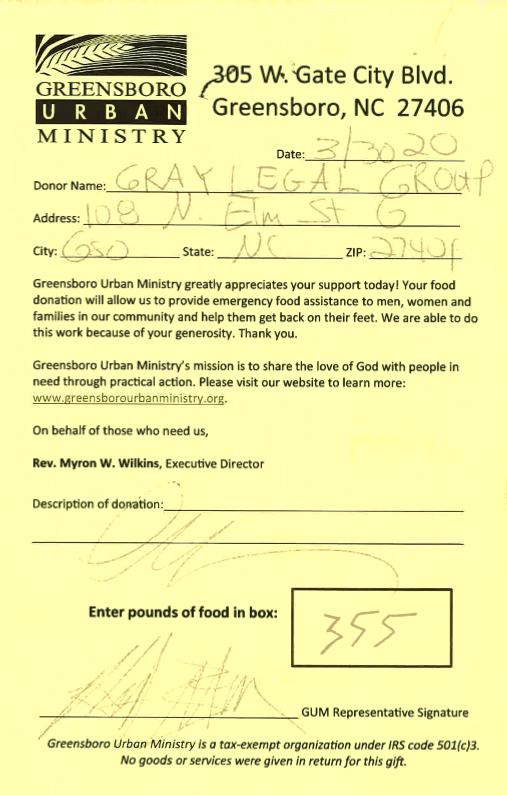 GREENSBORO
URBAN
MINISTRY
305 W. Gate City Blvd.
Greensboro, NC 27406
Date: 3/30 20
Donor Name: GRAY LEGAL GROUP
Address: 108 N. Elm St G
City: GSO State: NC ZIP:
Greensboro Urban Ministry greatly appreciates your support today! Your food
donation will allow us to provide emergency food assistance to men, women and
families in our community and help them get back on their feet. We are able to do
this work because of your generosity. Thank you.
Greensboro Urban Ministry's mission is to share the love of God with people in
need through practical action. Please visit our website to learn more:
www.greensborourbanministry.org.
On behalf of those who need us,
Rev. Myron W. Wilkins, Executive Director
Description of donation:
Enter pounds of food in box: 355
GUM Representative Signature
Greensboro Urban Ministry is a tax-exempt organization under IRS code 501(c)3.
No goods or services were given in return for this gift.